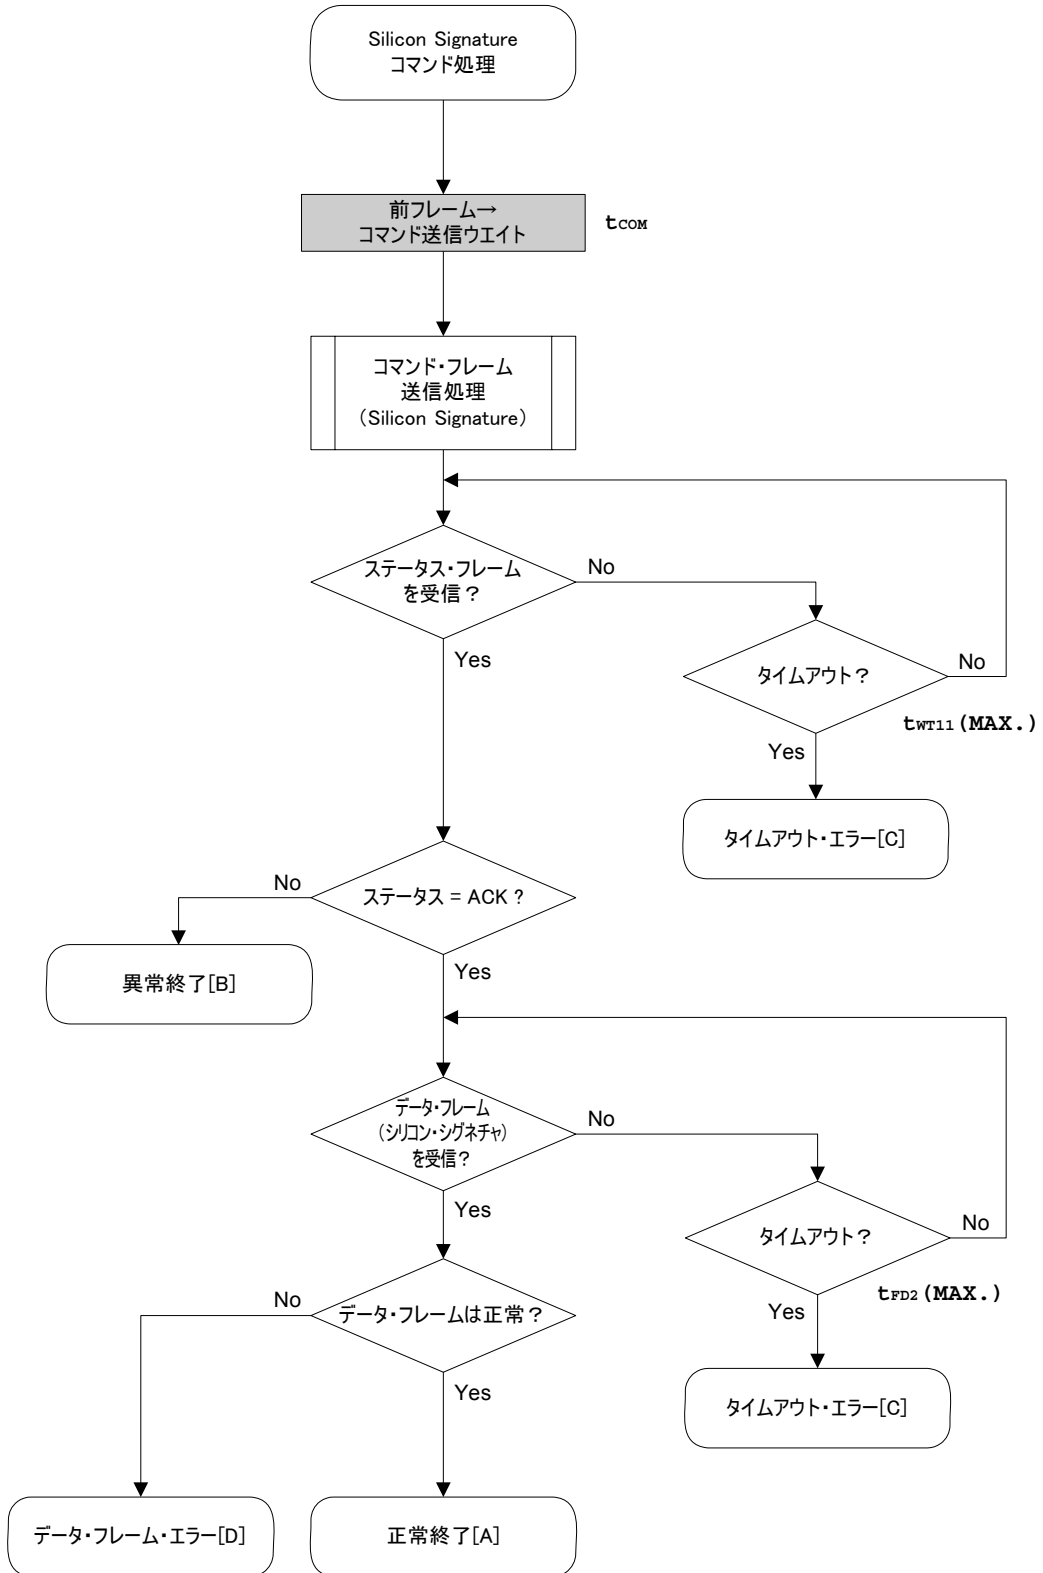 Silicon Signature
コマンド処理
前フレーム→
コマンド送信ウエイト
tCOM
コマンド・フレーム
送信処理
（Silicon Signature）
ステータス・フレーム
を受信？
No
Yes
タイムアウト？
No
tWT11(MAX.)
Yes
タイムアウト・エラー[C]
ステータス = ACK ?
No
異常終了[B]
Yes
データ・フレーム
（シリコン・シグネチャ）
を受信？
No
Yes
タイムアウト？
No
tFD2(MAX.)
Yes
タイムアウト・エラー[C]
データ・フレームは正常？
No
Yes
データ・フレーム・エラー[D]
正常終了[A]